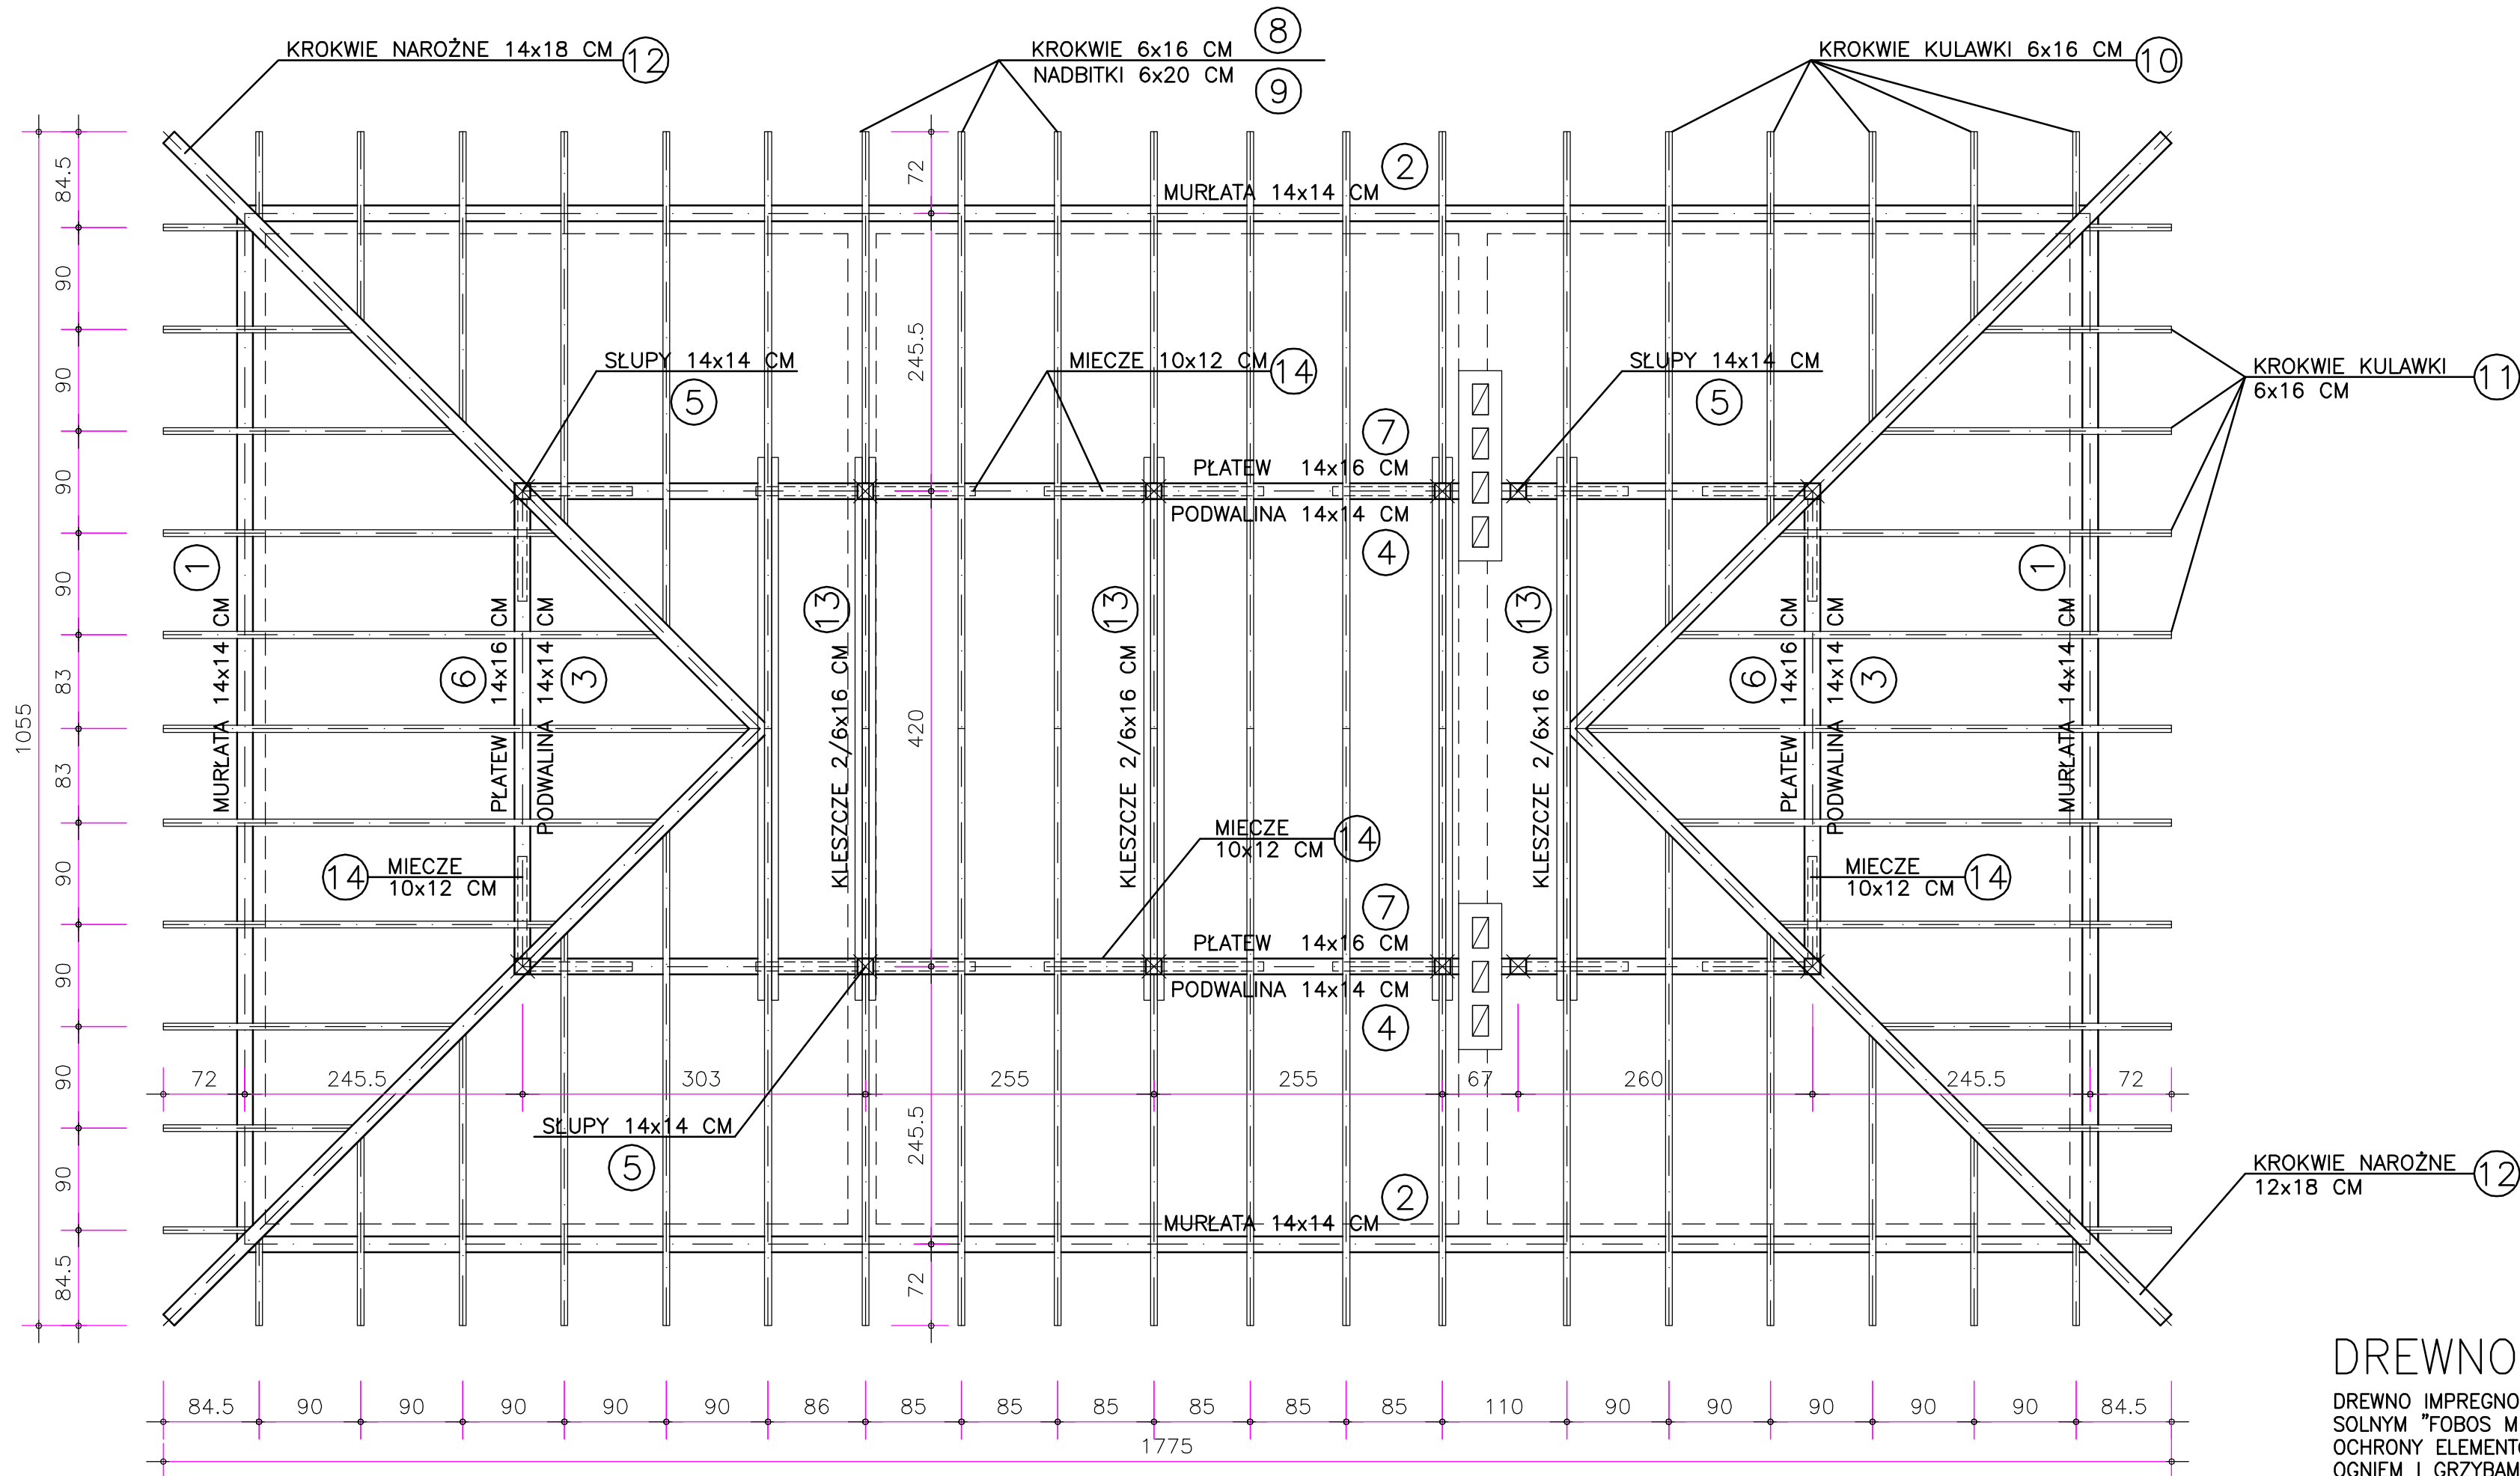 KROKWIE NAROŻNE 14x18 CM 12
KROKWIE 6x16 CM 8
NADBITKI 6x20 CM 9
KROKWIE KULAWKI 6x16 CM 10
2
MURŁATA 14x14 CM
SŁUPY 14x14 CM
5
MIECZE 10x12 CM 14
SŁUPY 14x14 CM
5
KROKWIE KULAWKI 11
6x16 CM
7
PŁATEW 14x16 CM
PODWALINA 14x14 CM
4
1
MURŁATA 14x14 CM
6
PŁATEW 14x16 CM
PODWALINA 14x14 CM
3
13
KLESZCZE 2/6x16 CM
13
KLESZCZE 2/6x16 CM
13
KLESZCZE 2/6x16 CM
6
PŁATEW 14x16 CM
PODWALINA 14x14 CM
3
1
MURŁATA 14x14 CM
14 MIECZE
10x12 CM
MIECZE 14
10x12 CM
MIECZE 14
10x12 CM
7
PŁATEW 14x16 CM
PODWALINA 14x14 CM
4
SŁUPY 14x14 CM
5
2
MURŁATA 14x14 CM
KROKWIE NAROŻNE 12
12x18 CM
1055
84.5 90 90 90 90 83 83 90 90 90 90 84.5
72 245.5 420 245.5 72
72 245.5 303 255 255 67 260 245.5 72
84.5 90 90 90 90 90 86 85 85 85 85 85 85 110 90 90 90 90 90 84.5
1775
DREWNO
DREWNO IMPREGNO
SOLNYM "FOBOS M
OCHRONY ELEMENT
OGNIEM I GRZYBAM